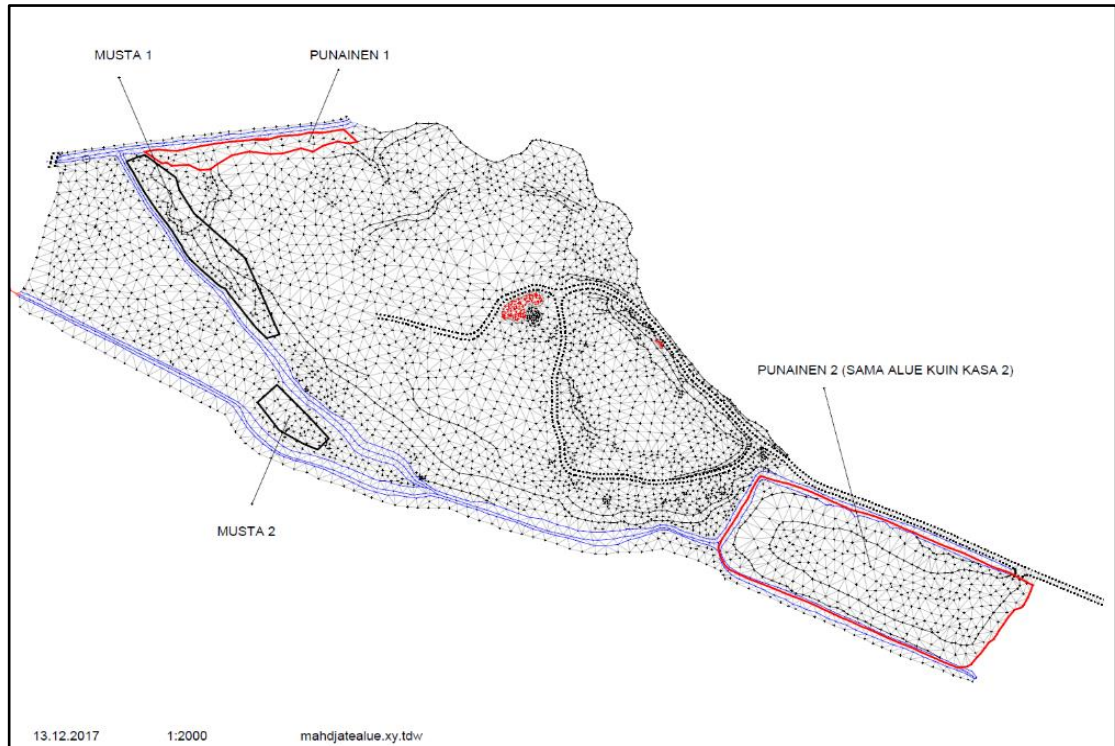 MUSTA 1
PUNAINEN 1
PUNAINEN 2 (SAMA ALUE KUIN KASA 2)
MUSTA 2
13.12.2017 1:2000 mahdjatealue.xy.tdw